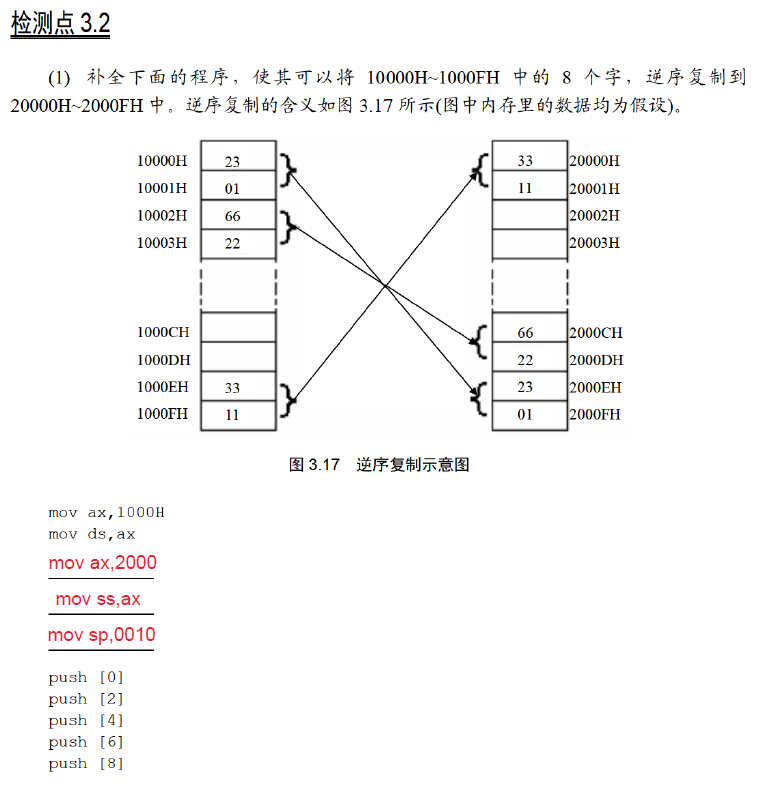 检测点 3.2
(1) 补全下面的程序，使其可以将 10000H~1000FH 中的 8 个字，逆序复制到
20000H~2000FH 中。逆序复制的含义如图 3.17 所示(图中内存里的数据均为假设)。
10000H 23 33 20000H
10001H 01 11 20001H
10002H 66 20002H
10003H 22 20003H
1000CH 66 2000CH
1000DH 22 2000DH
1000EH 33 23 2000EH
1000FH 11 01 2000FH
图 3.17 逆序复制示意图
mov ax,1000H
mov ds,ax
mov ax,2000
mov ss,ax
mov sp,0010
push [0]
push [2]
push [4]
push [6]
push [8]